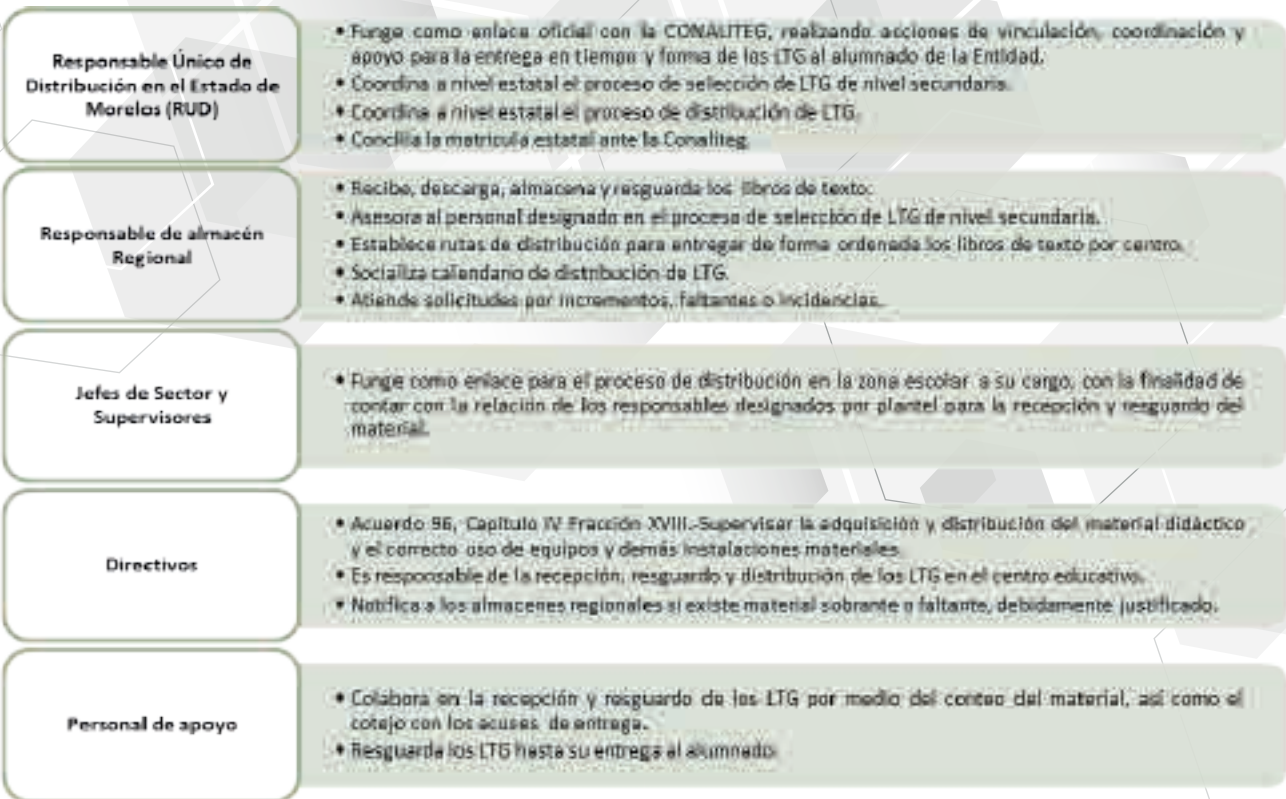 Responsable Único de
Distribución en el Estado de
Morelos (RUD)
• Funge como enlace oficial con la CONALITEG, realizando acciones de vinculación, coordinación y
apoyo para la entrega en tiempo y forma de los LTG al alumnado de la Entidad.
• Coordina a nivel estatal el proceso de selección de LTG de nivel secundaria.
• Coordina a nivel estatal el proceso de distribución de LTG.
• Concilia la matrícula estatal ante la Conaliteg.
Responsable de almacén
Regional
• Recibe, descarga, almacena y resguarda los libros de texto.
• Asesora al personal designado en el proceso de selección de LTG de nivel secundaria.
• Establece rutas de distribución para entregar de forma ordenada los libros de texto por centro.
• Socializa calendario de distribución de LTG.
• Atiende solicitudes por incrementos, faltantes o incidencias.
Jefes de Sector y
Supervisores
• Funge como enlace para el proceso de distribución en la zona escolar a su cargo, con la finalidad de
contar con la relación de los responsables designados por plantel para la recepción y resguardo del
material.
Directivos
• Acuerdo 96, Capítulo IV Fracción XVIII.-Supervisar la adquisición y distribución del material didáctico
y el correcto uso de equipos y demás instalaciones materiales.
• Es responsable de la recepción, resguardo y distribución de los LTG en el centro educativo.
• Notifica a los almacenes regionales si existe material sobrante o faltante, debidamente justificado.
Personal de apoyo
• Colabora en la recepción y resguardo de los LTG por medio del conteo del material, así como el
cotejo con los acuses de entrega.
• Resguarda los LTG hasta su entrega al alumnado.